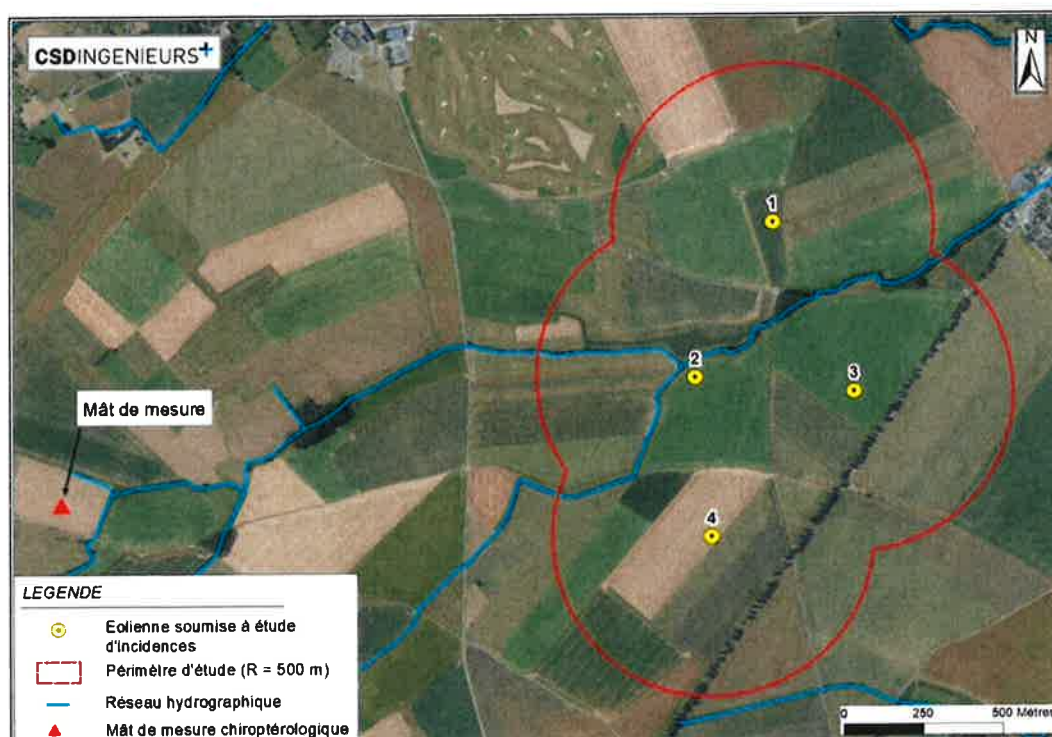 CSDINGENIEURS+
N
1
2
3
Mât de mesure
4
LEGENDE
Eolienne soumise à étude
d'incidences
Périmètre d'étude (R = 500 m)
Réseau hydrographique
Mât de mesure chiroptérologique
0 250 500 Mètres